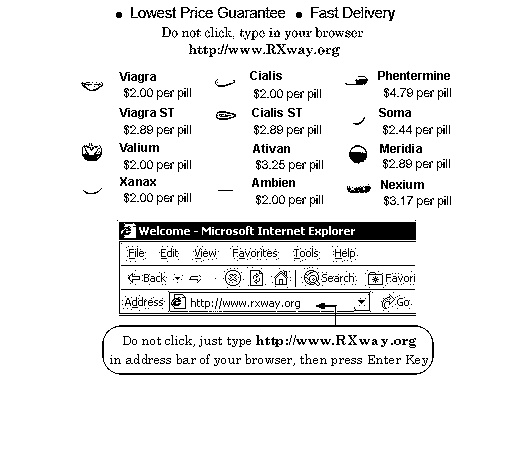 • Lowest Price Guarantee • Fast Delivery
Do not click, type in your browser
http://www.RXway.org
Viagra Cialis Phentermine
$2.00 per pill $2.00 per pill $4.79 per pill
Viagra ST Cialis ST Soma
$2.89 per pill $2.89 per pill $2.44 per pill
Valium Ativan Meridia
$2.00 per pill $3.25 per pill $2.89 per pill
Xanax Ambien Nexium
$2.00 per pill $2.00 per pill $3.17 per pill
Welcome - Microsoft Internet Explorer
File Edit View Favorites Tools Help
Back Search Favori
Address http://www.rxway.org Go
Do not click, just type http://www.RXway.org
in address bar of your browser, then press Enter Key